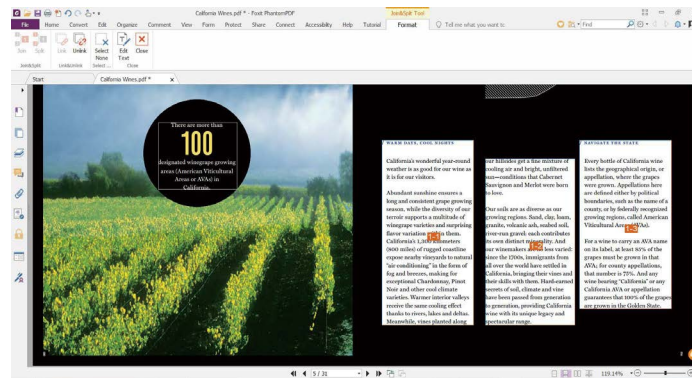 California Wires.pdf * - Foxit PhantomPDF
Join&Split Tool
File Home Convert Edit Organize Comment View Form Protect Share Connect Accessibility Help Tutorial Format Tell me what you want to. Find
Join Split Link Unlink Select None Edit Text Close
Join&Split Link&Unlink Select ... Close
Start California Wires.pdf * x
There are more than
100
designated winegrape growing
areas (American Viticultural
Areas or AVAs) in
California.
WARM DAYS, COOL NIGHTS
California's wonderful year-round
weather is as good for our wine as
it is for our visitors.
Abundant sunshine ensures a
long and consistent grape growing
season, while the diversity of our
terroir supports a multitude of
winegrape varieties and surprising
flavor variation within them.
California's 1,300 kilometers
(800 miles) of rugged coastline
expose nearby vineyards to natural
"air conditioning" in the form of
fog and breezes, making for
exceptional Chardonnay, Pinot
Noir and other cool climate
varieties. Warmer interior valleys
receive the same cooling effect
thanks to rivers, lakes and deltas.
Meanwhile, vines planted along
our hillsides get a fine mixture of
cooling air and bright, unfiltered
sun—conditions that Cabernet
Sauvignon and Merlot were born
to love.
Our soils are as diverse as our
growing regions. Sand, clay, loam,
granite, volcanic ash, seabed soil,
river-run gravel: each contributes
its own distinct minerality. And
our winemakers are no less varied:
since the 1700s, immigrants from
all over the world have settled in
California, bringing their vines and
their skills with them. Hard-earned
secrets of soil, climate and vine
have been passed from generation
to generation, providing California
wine with its unique legacy and
spectacular range.
NAVIGATE THE STATE
Every bottle of California wine
lists the geographical origin, or
appellation, where the grapes
were grown. Appellations here
are defined either by political
boundaries, such as the name of a
county, or by federally recognized
growing regions, called American
Viticultural Areas (AVAs).
For a wine to carry an AVA name
on its label, at least 85% of the
grapes must be grown in that
AVA; for county appellations,
that number is 75%. And any
wine bearing "California" or any
California AVA or appellation
guarantees that 100% of the grapes
are grown in the Golden State.
1-1
1-2
1-3
5 / 31
119.14%